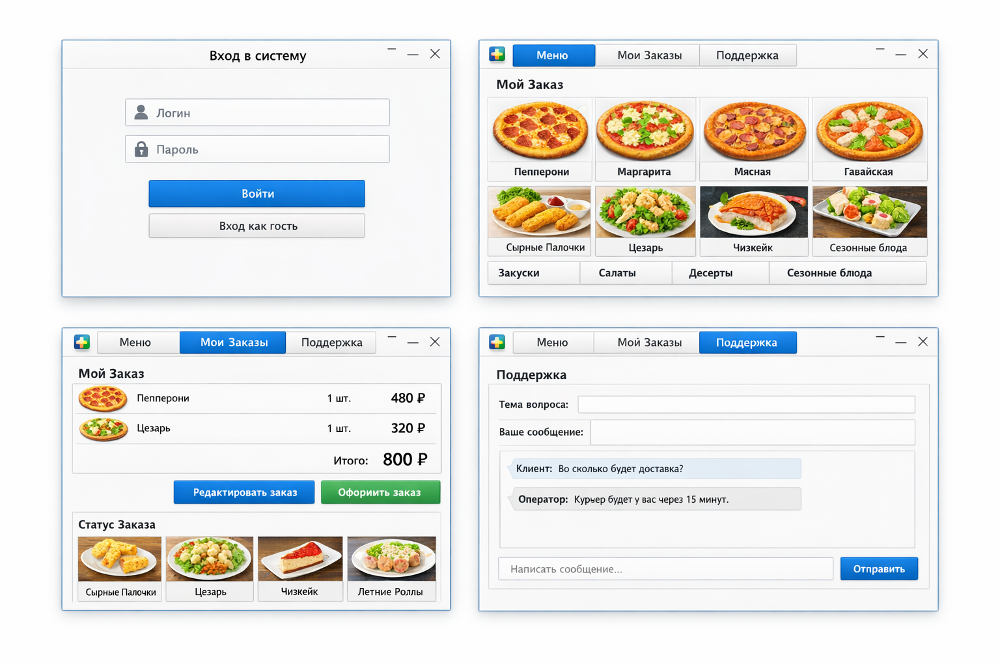 Вход в систему
Логин
Пароль
Войти
Вход как гость
Меню Мои Заказы Поддержка
Мой Заказ
Пепперони Маргарита Мясная Гавайская
Сырные Палочки Цезарь Чизкейк Сезонные блода
Закуски Салаты Десерты Сезонные блюда
Меню Мои Заказы Поддержка
Мой Заказ
Пепперони 1 шт. 480 ₽
Цезарь 1 шт. 320 ₽
Итого: 800 ₽
Редактировать заказ Офориить заказ
Статус Заказа
Сырные Палочки Цезарь Чизкейк Летние Роллы
Меню Мои Заказы Поддержка
Поддержка
Тема вопроса:
Ваше сообщение:
Клиент: Во сколько будет доставка?
Оператор: Курчер будет у вас через 15 минут.
Написать сообщение... Отправить